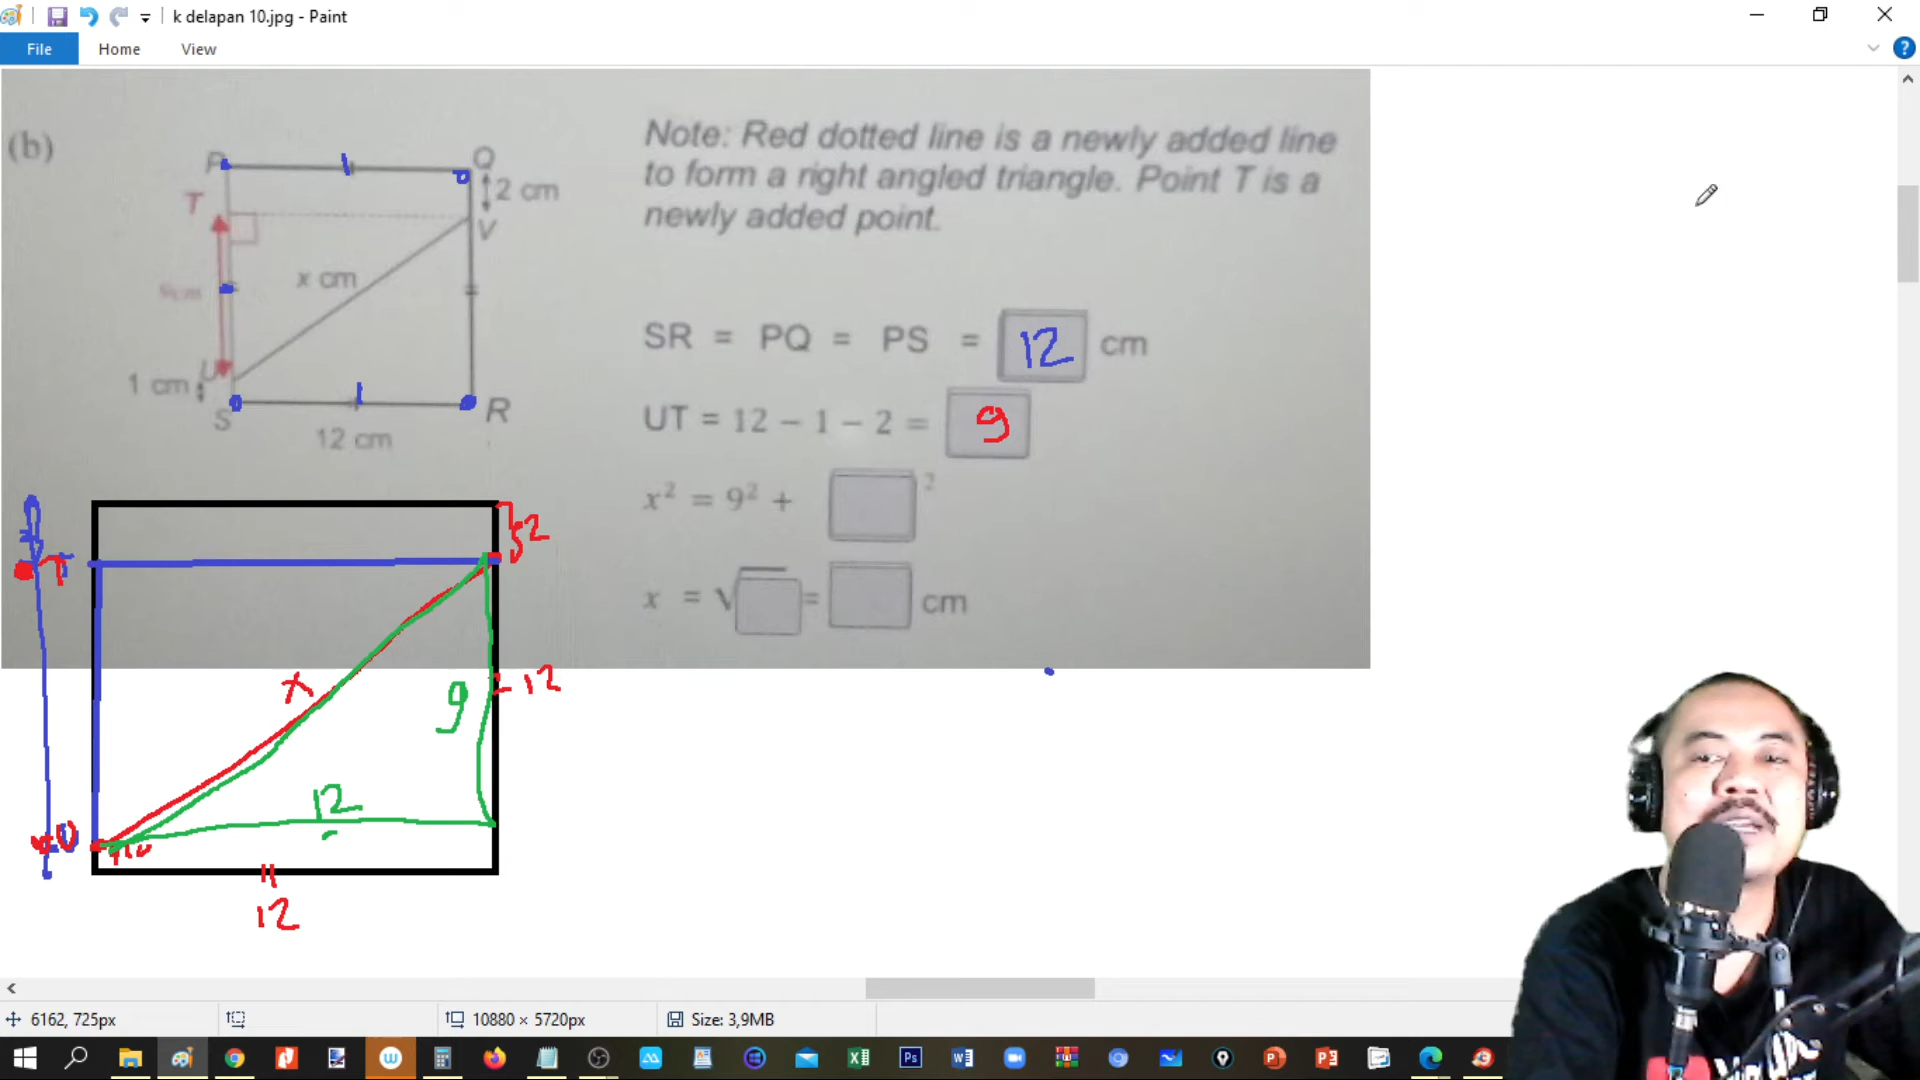 k delapan 10.jpg - Paint
File Home View
(b)
P
Q
2 cm
T
V
x cm
9cm
U
1 cm
S
R
12 cm
Note: Red dotted line is a newly added line
to form a right angled triangle. Point T is a
newly added point.
SR = PQ = PS = 12 cm
UT = 12 − 1 − 2 = 9
x² = 9² + ²
x = √ = cm
2
T
x
9
12
12
U
12
6162, 725px
10880 × 5720px
Size: 3,9MB